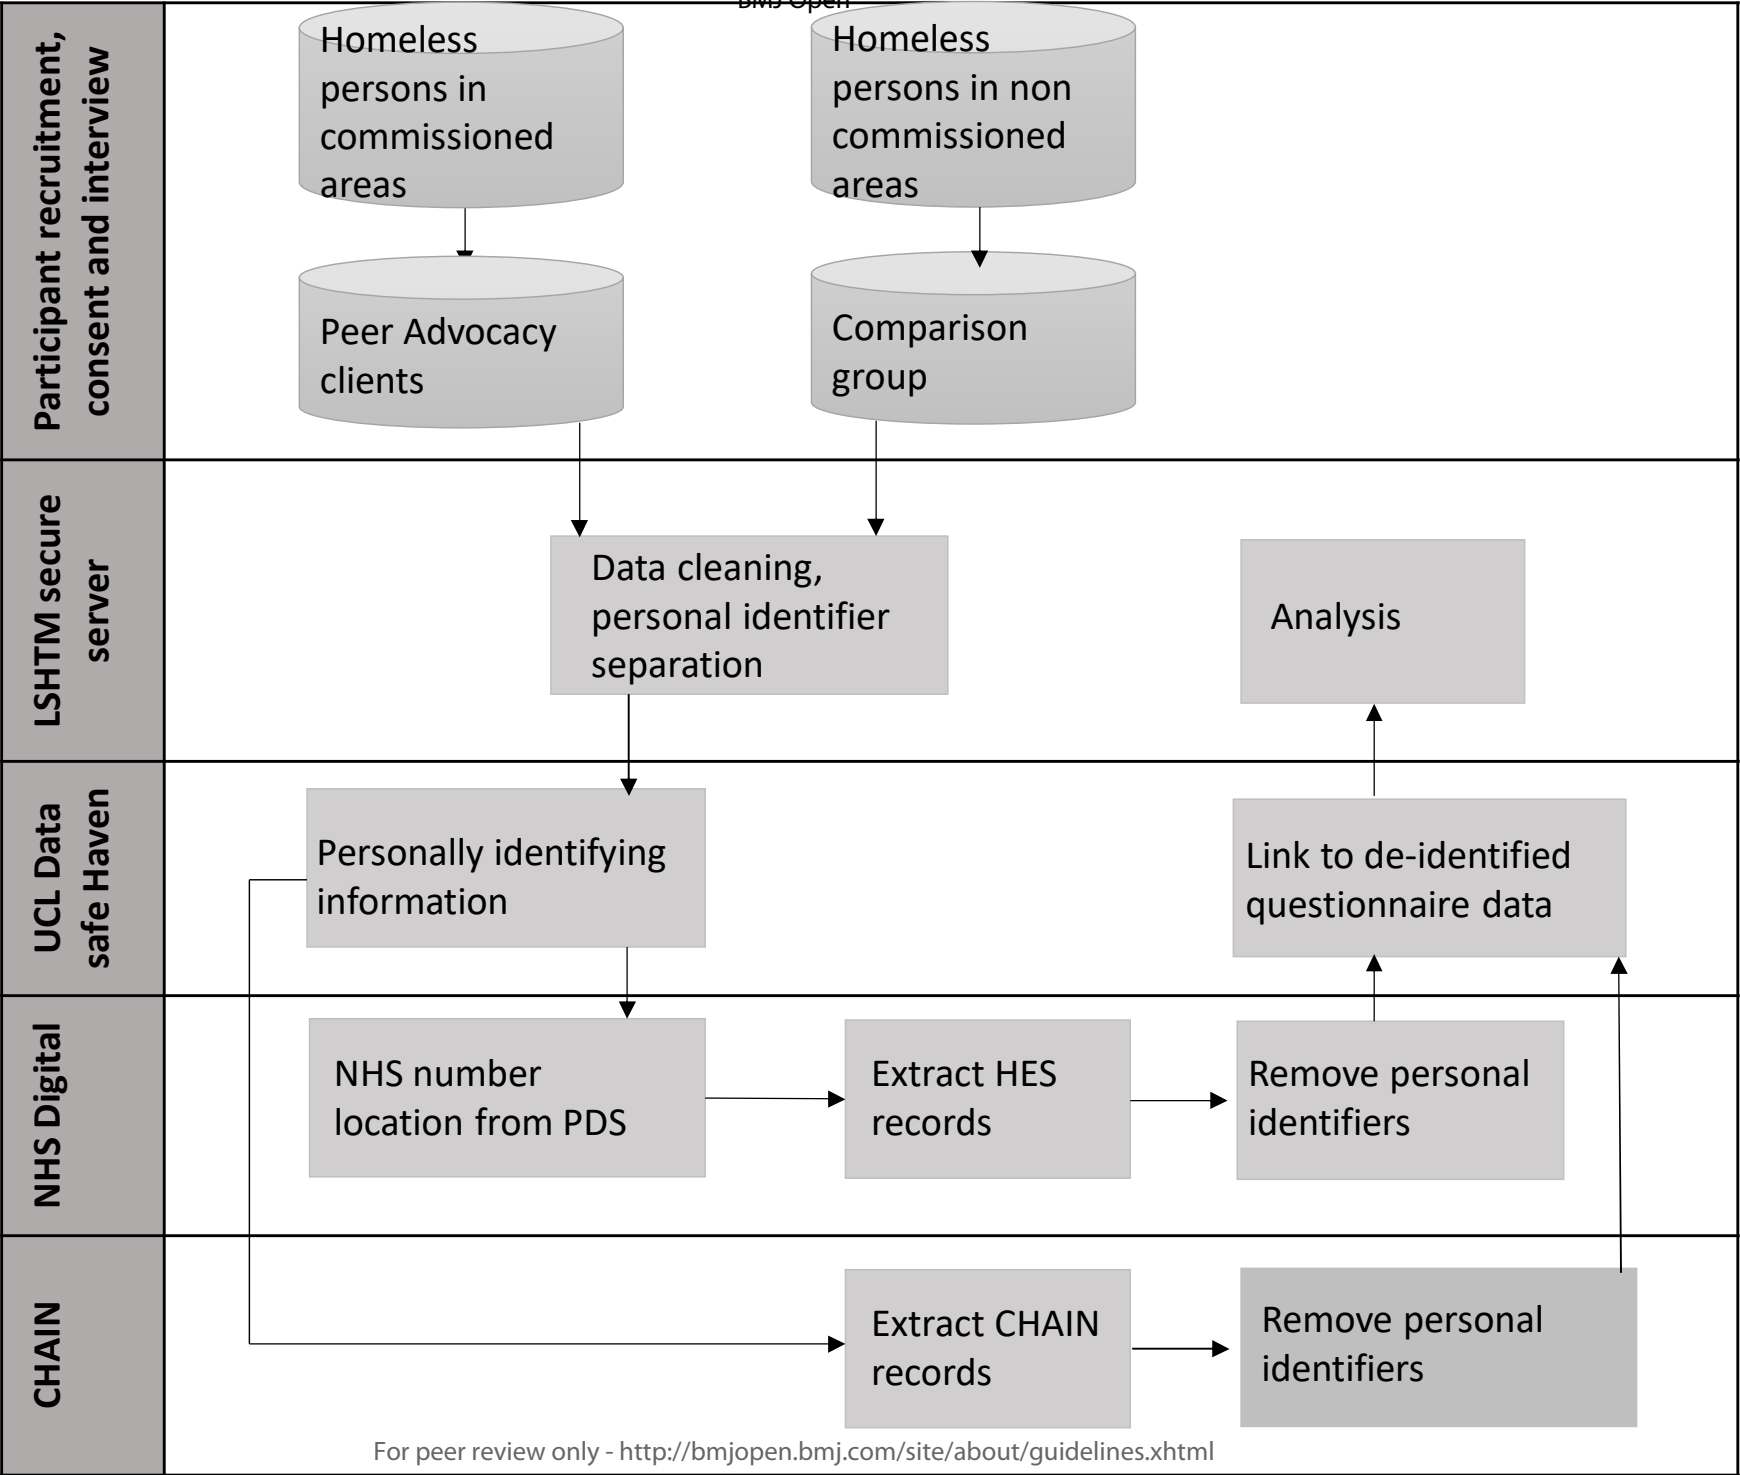 BMJ Open
Participant recruitment,
consent and interview
Homeless
persons in
commissioned
areas
Homeless
persons in non
commissioned
areas
Peer Advocacy
clients
Comparison
group
LSHTM secure
server
Data cleaning,
personal identifier
separation
Analysis
UCL Data
safe Haven
Personally identifying
information
Link to de-identified
questionnaire data
NHS Digital
NHS number
location from PDS
Extract HES
records
Remove personal
identifiers
CHAIN
Extract CHAIN
records
Remove personal
identifiers
For peer review only - http://bmjopen.bmj.com/site/about/guidelines.xhtml